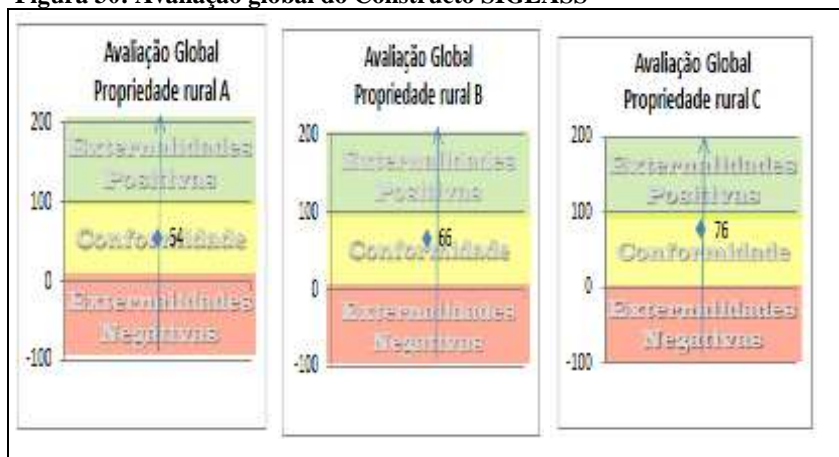 Figura 50: Avaliação global do Constructo SIGEASS
Avaliação Global
Propriedade rural A
200
Externalidades
Positivas
100
Conformidade
54
0
Externalidades
Negativas
-100
Avaliação Global
Propriedade rural B
200
Externalidades
Positivas
100
66
Conformidade
0
Externalidades
Negativas
-100
Avaliação Global
Propriedade rural C
200
Externalidades
Positivas
100
76
Conformidade
0
Externalidades
Negativas
-100